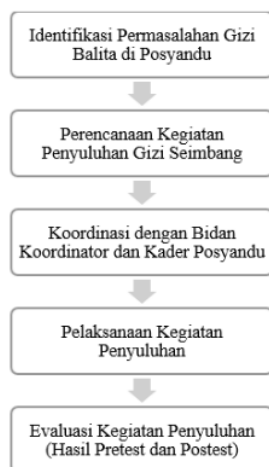 Identifikasi Permasalahan Gizi
Balita di Posyandu
Perencanaan Kegiatan
Penyuluhan Gizi Seimbang
Koordinasi dengan Bidan
Koordinator dan Kader Posyandu
Pelaksanaan Kegiatan
Penyuluhan
Evaluasi Kegiatan Penyuluhan
(Hasil Pretest dan Postest)